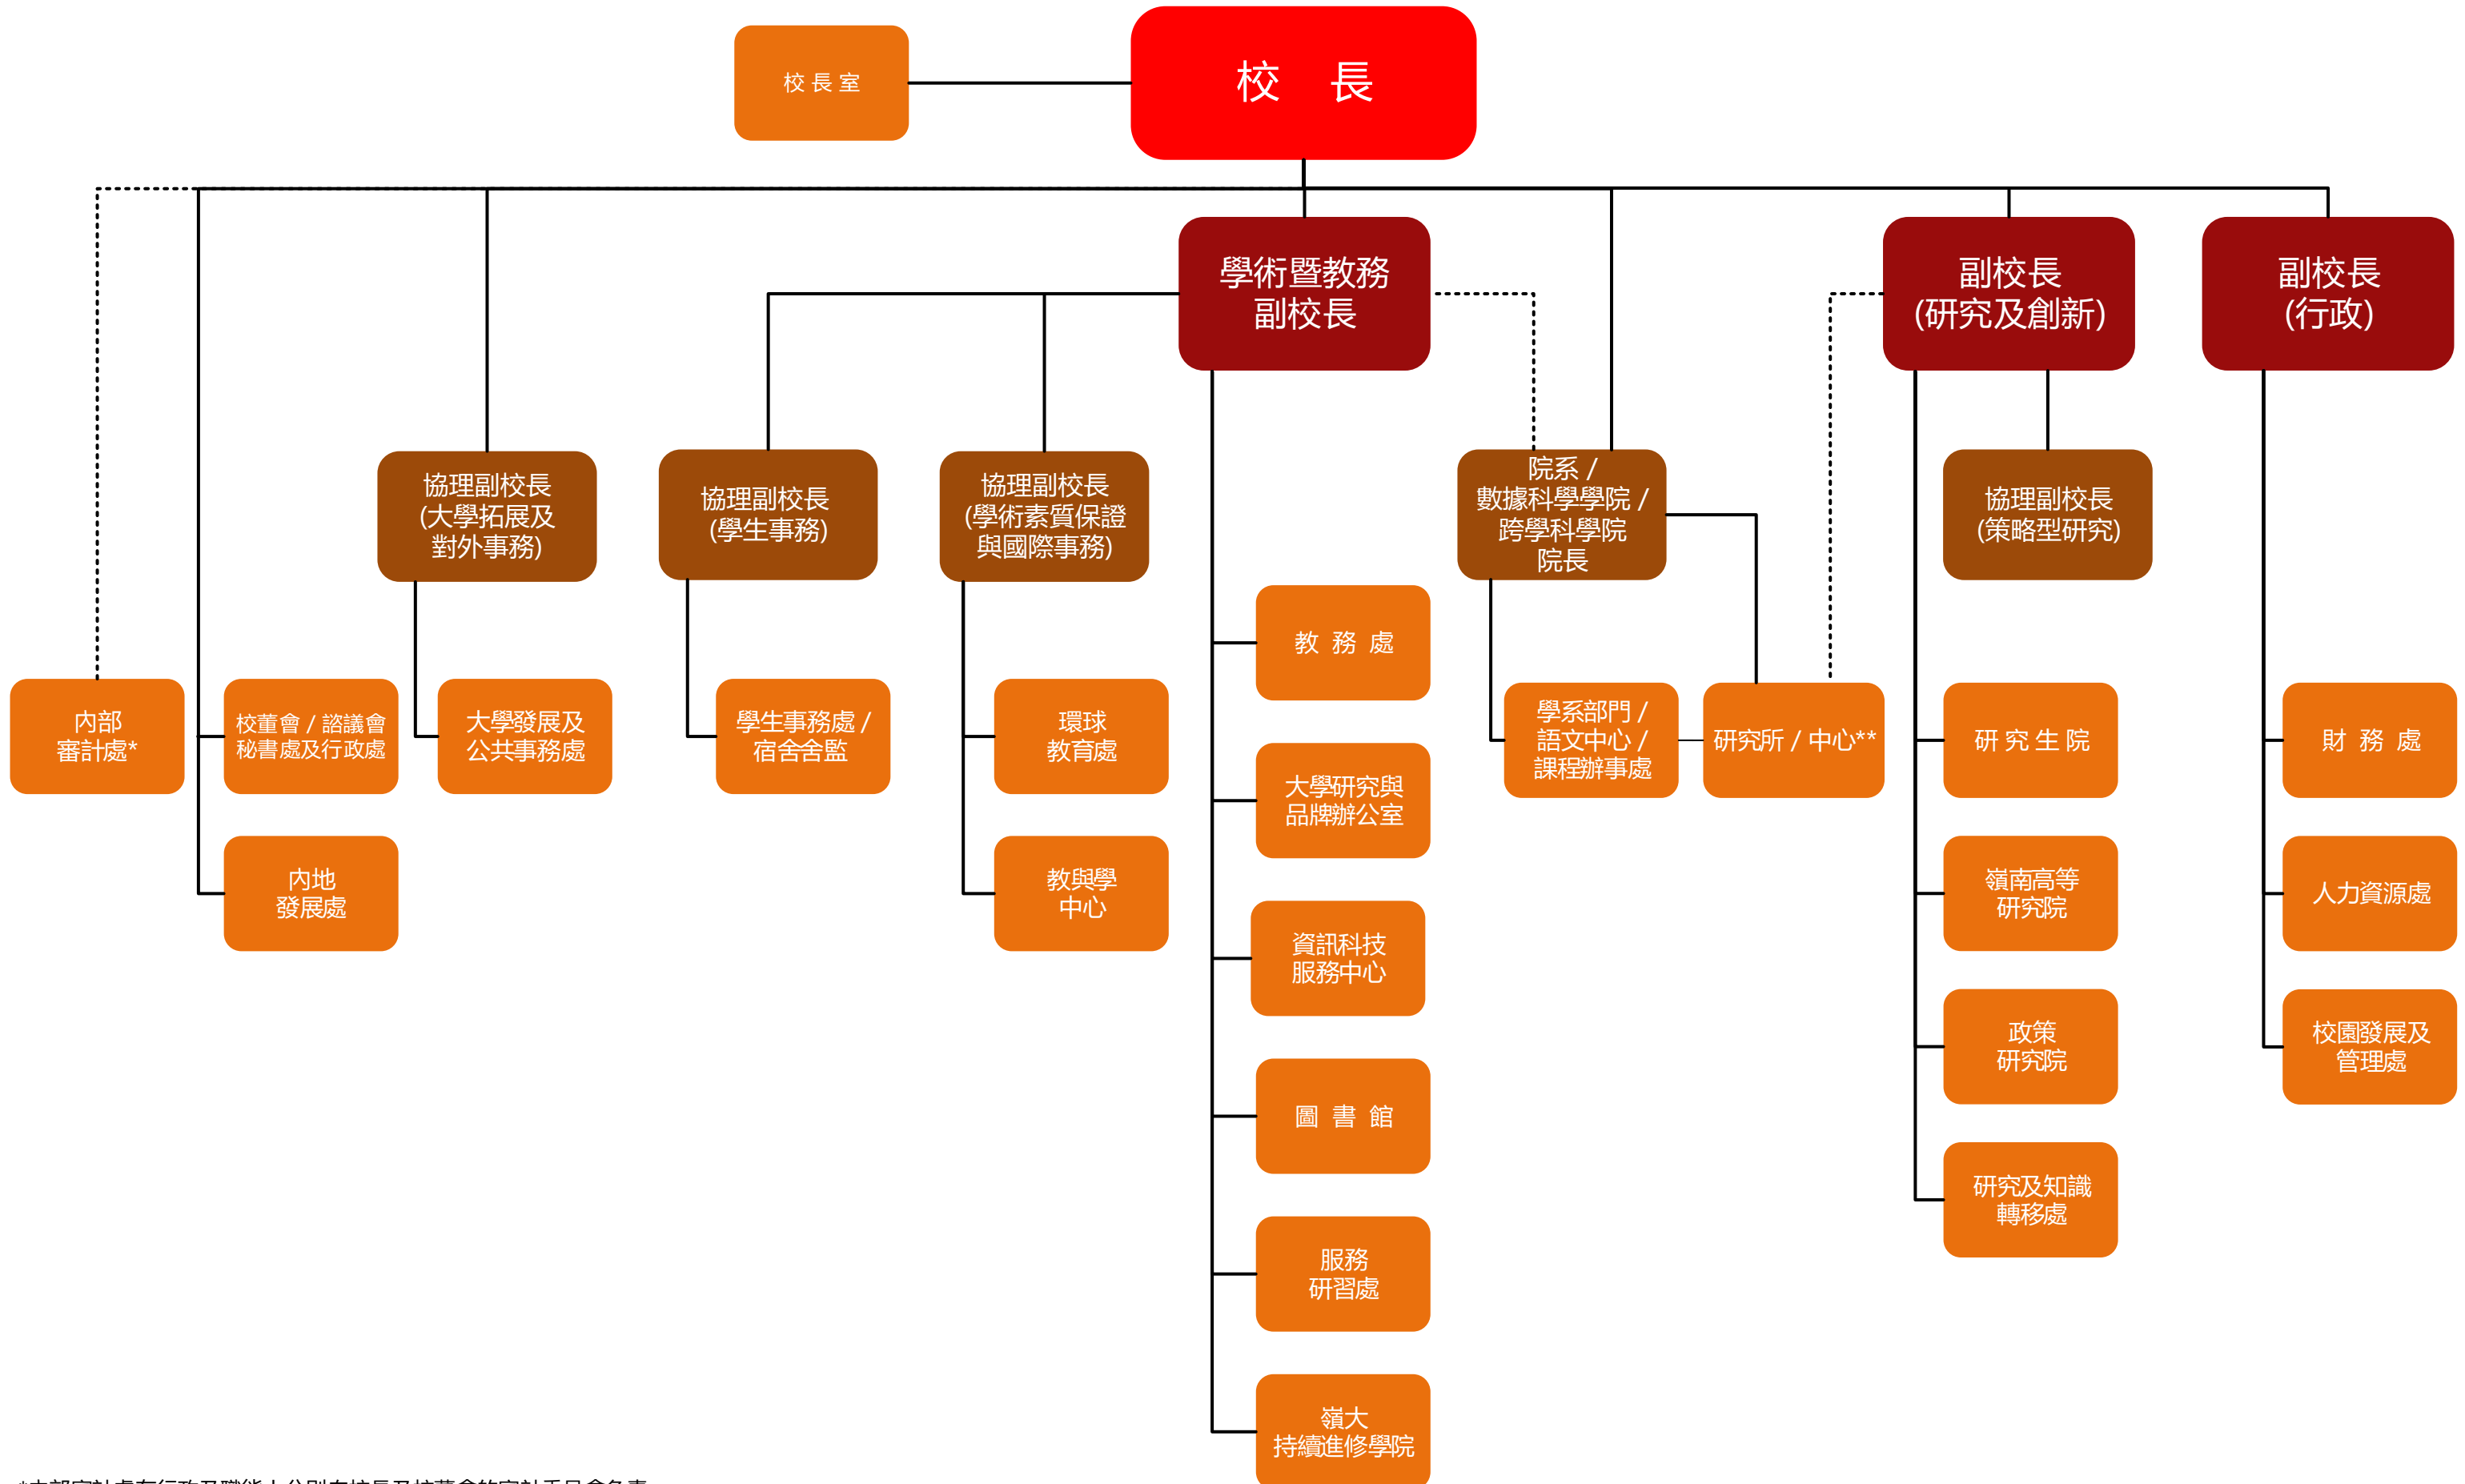 校長室
校 長
學術暨教務
副校長
副校長
(研究及創新)
副校長
(行政)
協理副校長
(大學拓展及
對外事務)
協理副校長
(學生事務)
協理副校長
(學術素質保證
與國際事務)
院系 /
數據科學學院 /
跨學科學院
院長
協理副校長
(策略型研究)
內部
審計處*
校董會 / 諮議會
秘書處及行政處
大學發展及
公共事務處
學生事務處 /
宿舍舍監
環球
教育處
教 務 處
學系部門 /
語文中心 /
課程辦事處
研究所 / 中心**
研 究 生 院
財 務 處
內地
發展處
教與學
中心
大學研究與
品牌辦公室
嶺南高等
研究院
人力資源處
資訊科技
服務中心
政策
研究院
校園發展及
管理處
圖 書 館
研究及知識
轉移處
服務
研習處
嶺大
持續進修學院